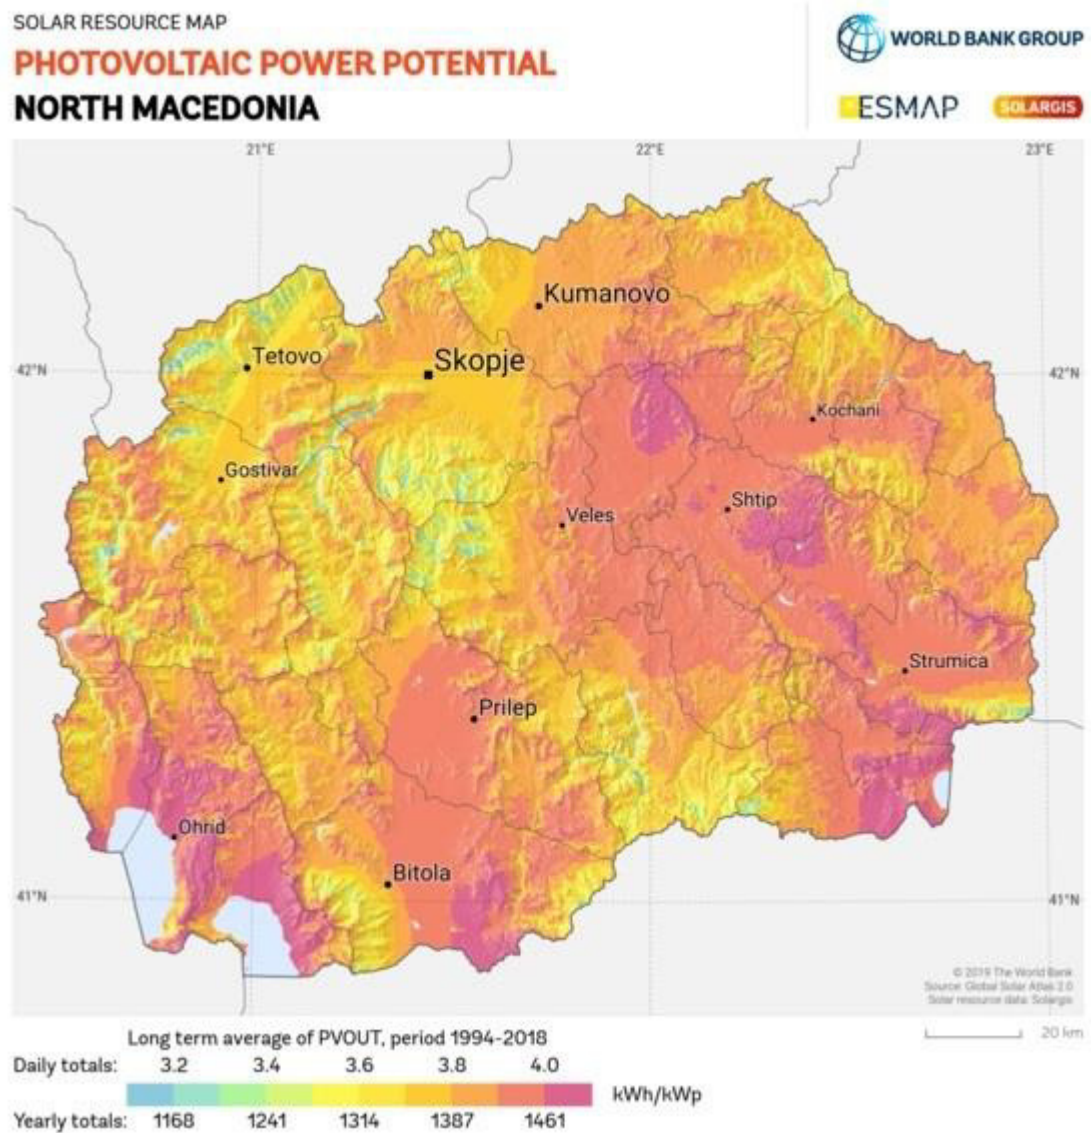 SOLAR RESOURCE MAP
PHOTOVOLTAIC POWER POTENTIAL
NORTH MACEDONIA
WORLD BANK GROUP
ESMAP
SOLARGIS
21°E 22°E 23°E
Kumanovo
Tetovo
Skopje
42°N 42°N
Kochani
Gostivar
Shtip
Veles
Strumica
Prilep
Ohrid
Bitola
41°N 41°N
© 2019 The World Bank
Source: Global Solar Atlas 2.0
Solar resource data: Solargis
20 km
Long term average of PVOUT, period 1994-2018
Daily totals: 3.2 3.4 3.6 3.8 4.0
kWh/kWp
Yearly totals: 1168 1241 1314 1387 1461